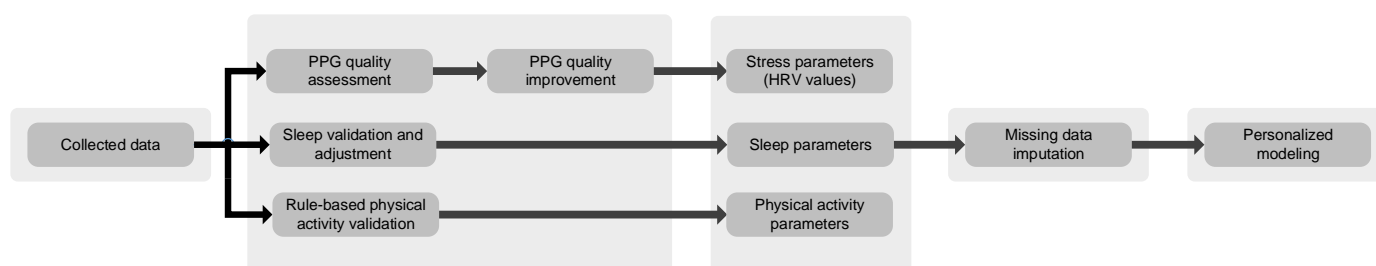 Collected data
PPG quality
assessment
PPG quality
improvement
Stress parameters
(HRV values)
Sleep validation and
adjustment
Sleep parameters
Rule-based physical
activity validation
Physical activity
parameters
Missing data
imputation
Personalized
modeling